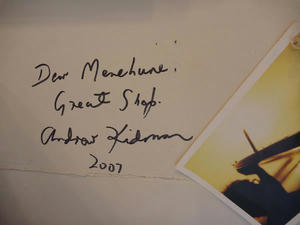 Dear Menehune.
Great Shop.
Andrew Kidman
2007